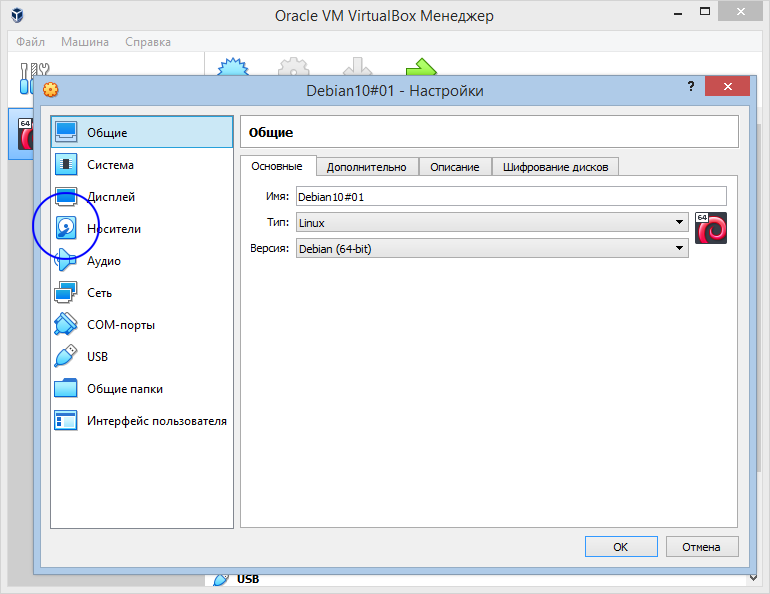 Oracle VM VirtualBox Менеджер
Файл Машина Справка
64
Debian10#01 - Настройки
?
Общие
Система
Дисплей
Носители
Аудио
Сеть
COM-порты
USB
Общие папки
Интерфейс пользователя
Общие
Основные Дополнительно Описание Шифрование дисков
Имя: Debian10#01
Тип: Linux
64
Версия: Debian (64-bit)
OK Отмена
USB